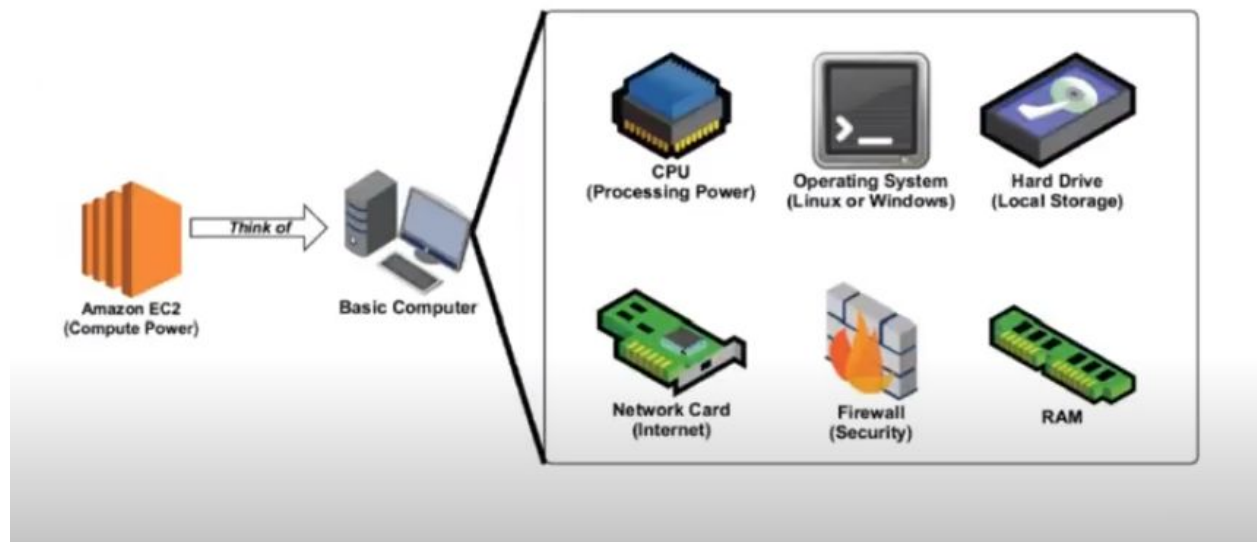 Amazon EC2
(Compute Power)
Think of
Basic Computer
CPU
(Processing Power)
Operating System
(Linux or Windows)
Hard Drive
(Local Storage)
Network Card
(Internet)
Firewall
(Security)
RAM